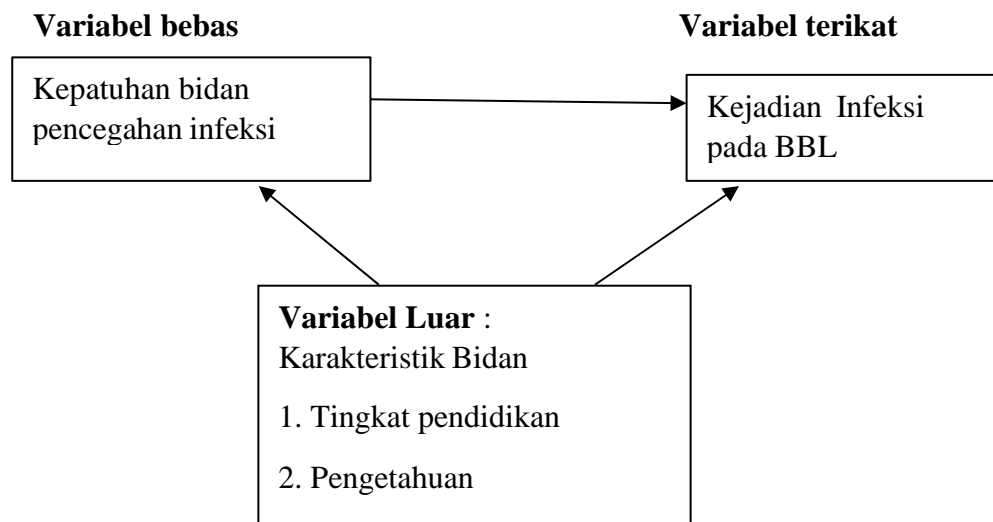 Variabel bebas
Variabel terikat
Kepatuhan bidan
pencegahan infeksi
Kejadian Infeksi
pada BBL
Variabel Luar :
Karakteristik Bidan
1. Tingkat pendidikan
2. Pengetahuan